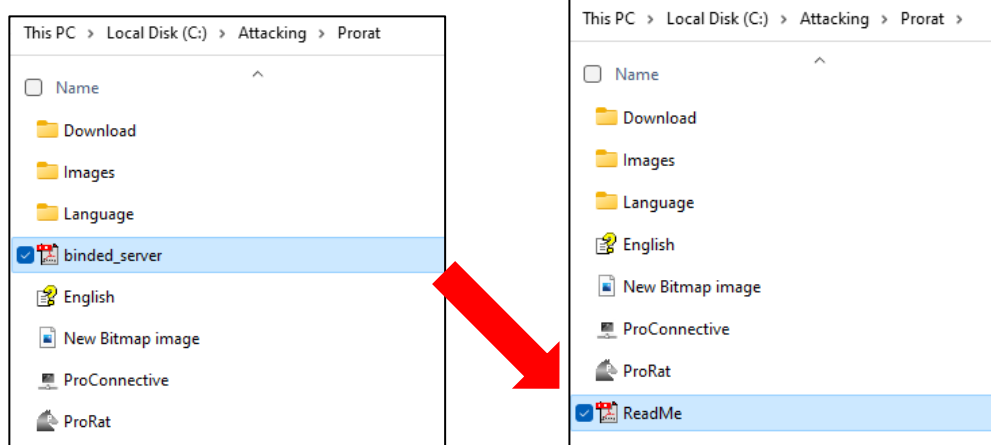 This PC > Local Disk (C:) > Attacking > Prorat
Name
Download
Images
Language
binded_server
English
New Bitmap image
ProConnective
ProRat
This PC > Local Disk (C:) > Attacking > Prorat >
Name
Download
Images
Language
English
New Bitmap image
ProConnective
ProRat
ReadMe